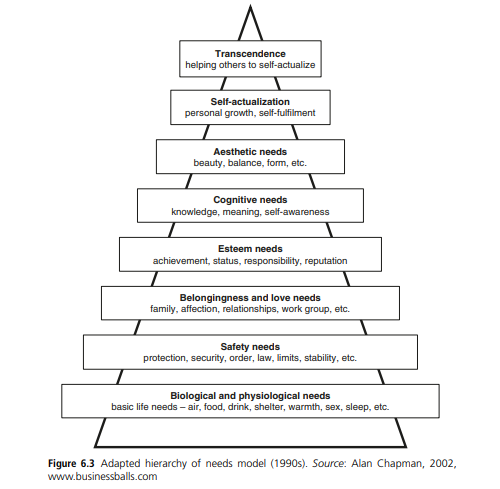 Transcendence
helping others to self-actualize
Self-actualization
personal growth, self-fulfilment
Aesthetic needs
beauty, balance, form, etc.
Cognitive needs
knowledge, meaning, self-awareness
Esteem needs
achievement, status, responsibility, reputation
Belongingness and love needs
family, affection, relationships, work group, etc.
Safety needs
protection, security, order, law, limits, stability, etc.
Biological and physiological needs
basic life needs – air, food, drink, shelter, warmth, sex, sleep, etc.
Figure 6.3 Adapted hierarchy of needs model (1990s). Source: Alan Chapman, 2002,
www.businessballs.com